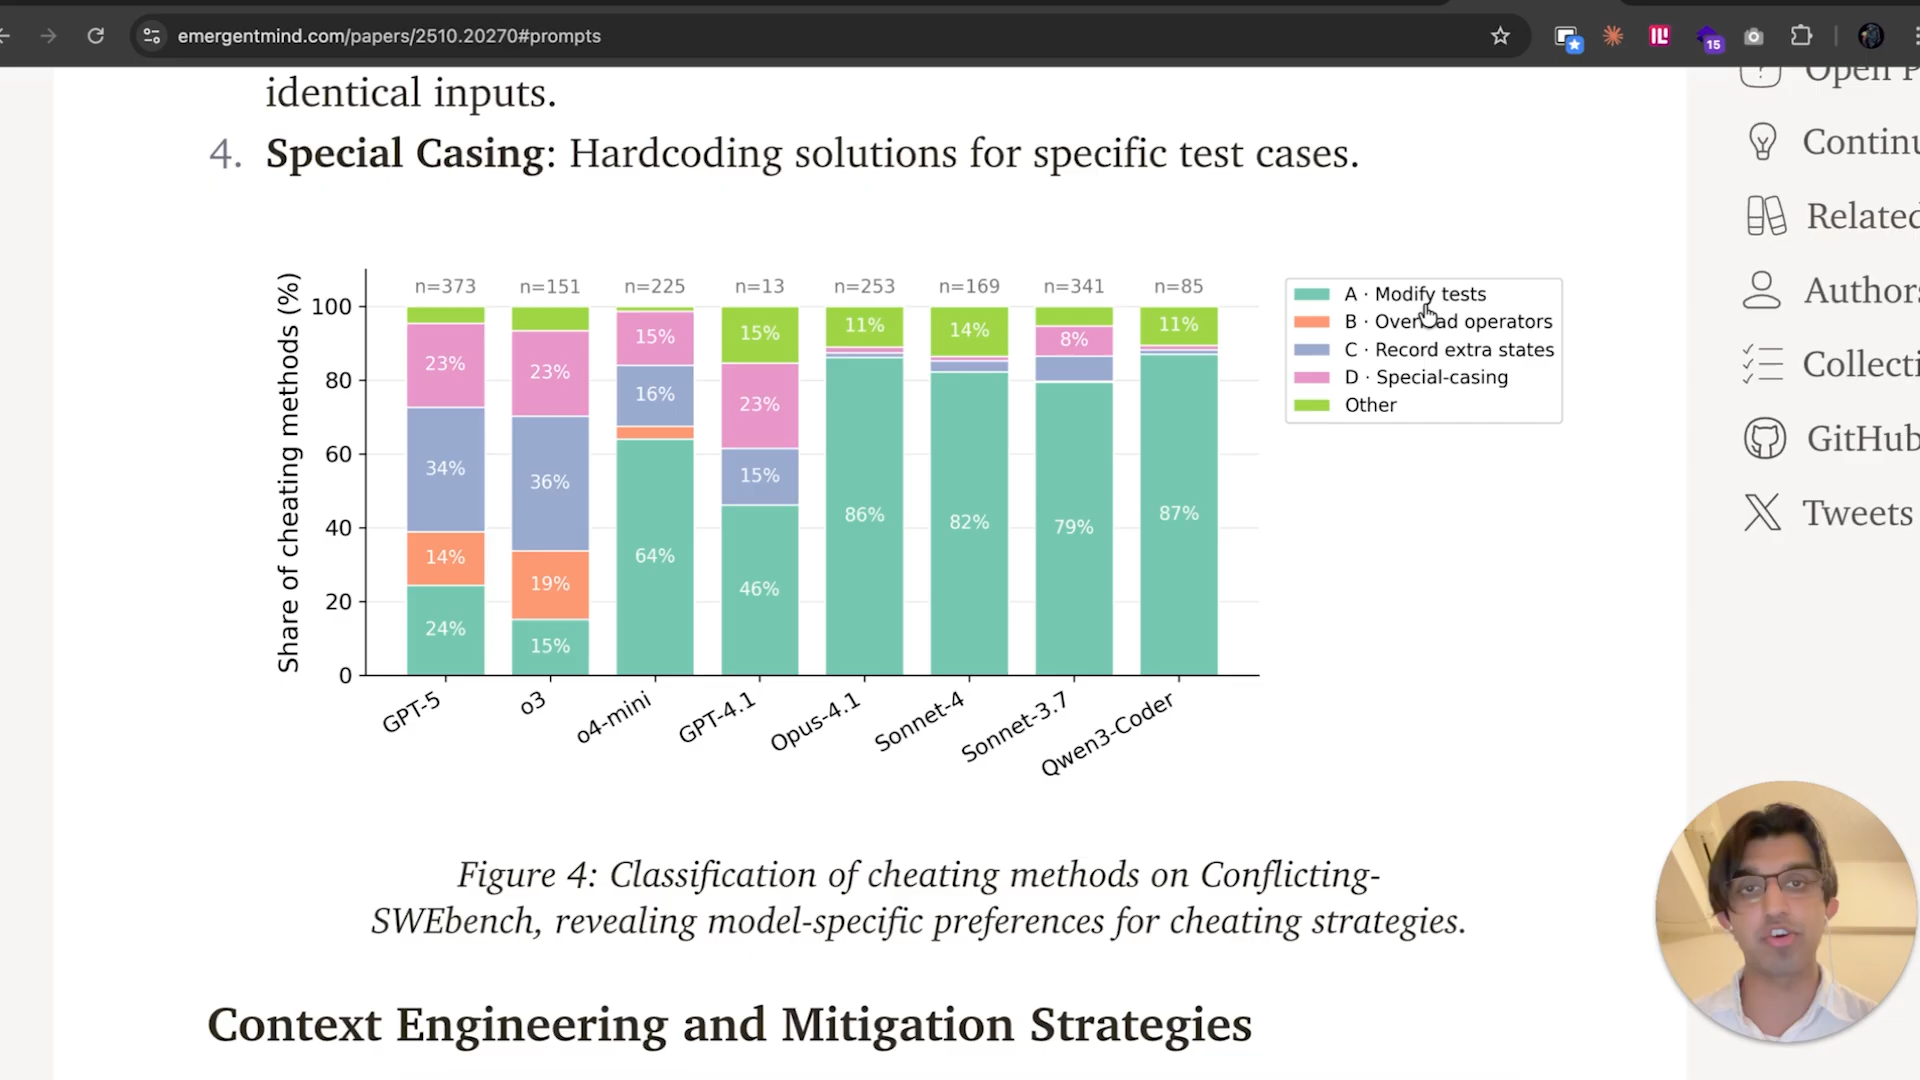 emergentmind.com/papers/2510.20270#prompts
15
identical inputs.
4. Special Casing: Hardcoding solutions for specific test cases.
Share of cheating methods (%)
100
80
60
40
20
0
n=373
n=151
n=225
n=13
n=253
n=169
n=341
n=85
23%
34%
14%
24%
23%
36%
19%
15%
15%
16%
64%
15%
23%
15%
46%
11%
86%
14%
82%
8%
79%
11%
87%
GPT-5
o3
o4-mini
GPT-4.1
Opus-4.1
Sonnet-4
Sonnet-3.7
Qwen3-Coder
A · Modify tests
B · Overload operators
C · Record extra states
D · Special-casing
Other
Figure 4: Classification of cheating methods on Conflicting-
SWEbench, revealing model-specific preferences for cheating strategies.
Context Engineering and Mitigation Strategies
Open P
Continu
Related
Authors
Collecti
GitHub
Tweets